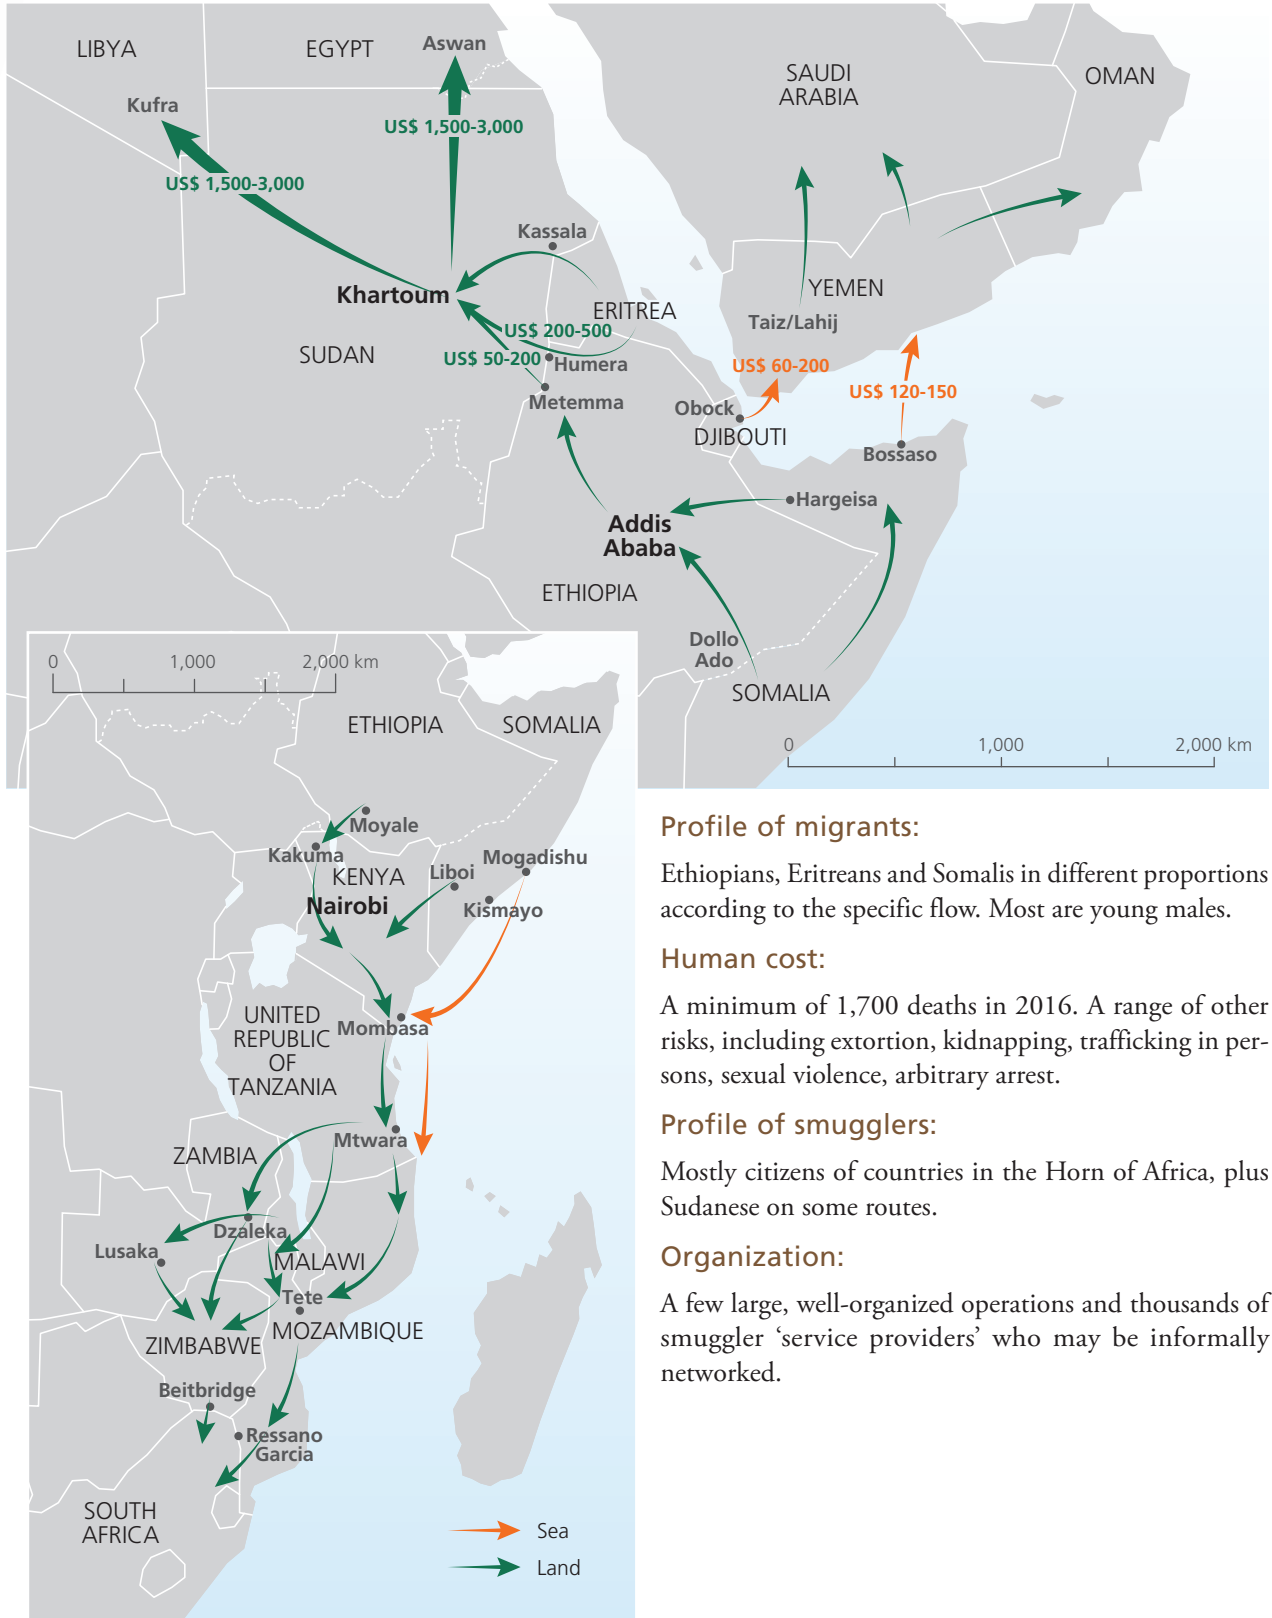 LIBYA
EGYPT
Aswan
SAUDI
ARABIA
OMAN
Kufra
US$ 1,500-3,000
US$ 1,500-3,000
Kassala
Khartoum
ERITREA
YEMEN
Taiz/Lahij
US$ 200-500
SUDAN
US$ 50-200
Humera
US$ 60-200
US$ 120-150
Metemma
Obock
DJIBOUTI
Bossaso
Hargeisa
Addis
Ababa
ETHIOPIA
Dollo
Ado
SOMALIA
0 1,000 2,000 km
0 1,000 2,000 km
ETHIOPIA
SOMALIA
Moyale
Kakuma
Mogadishu
KENYA
Liboi
Nairobi
Kismayo
UNITED
REPUBLIC
OF
TANZANIA
Mombasa
Mtwara
ZAMBIA
Dzaleka
Lusaka
MALAWI
Tete
MOZAMBIQUE
ZIMBABWE
Beitbridge
Ressano
Garcia
SOUTH
AFRICA
Sea
Land
Profile of migrants:
Ethiopians, Eritreans and Somalis in different proportions
according to the specific flow. Most are young males.
Human cost:
A minimum of 1,700 deaths in 2016. A range of other
risks, including extortion, kidnapping, trafficking in per-
sons, sexual violence, arbitrary arrest.
Profile of smugglers:
Mostly citizens of countries in the Horn of Africa, plus
Sudanese on some routes.
Organization:
A few large, well-organized operations and thousands of
smuggler ‘service providers’ who may be informally
networked.